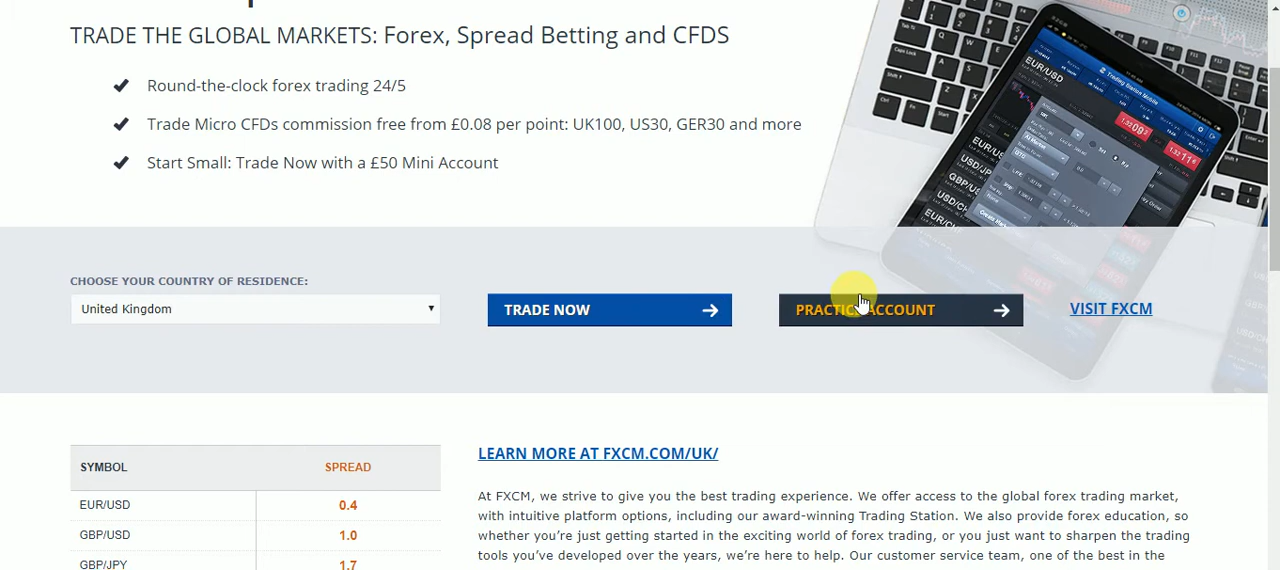 TRADE THE GLOBAL MARKETS: Forex, Spread Betting and CFDS
Round-the-clock forex trading 24/5
Trade Micro CFDs commission free from £0.08 per point: UK100, US30, GER30 and more
Start Small: Trade Now with a £50 Mini Account
CHOOSE YOUR COUNTRY OF RESIDENCE:
United Kingdom
TRADE NOW
PRACTICE ACCOUNT
VISIT FXCM
SYMBOL SPREAD
EUR/USD 0.4
GBP/USD 1.0
GBP/JPY 1.7
LEARN MORE AT FXCM.COM/UK/
At FXCM, we strive to give you the best trading experience. We offer access to the global forex trading market,
with intuitive platform options, including our award-winning Trading Station. We also provide forex education, so
whether you’re just getting started in the exciting world of forex trading, or you just want to sharpen the trading
tools you’ve developed over the years, we’re here to help. Our customer service team, one of the best in the
Trading Station Mobile
EUR/USD